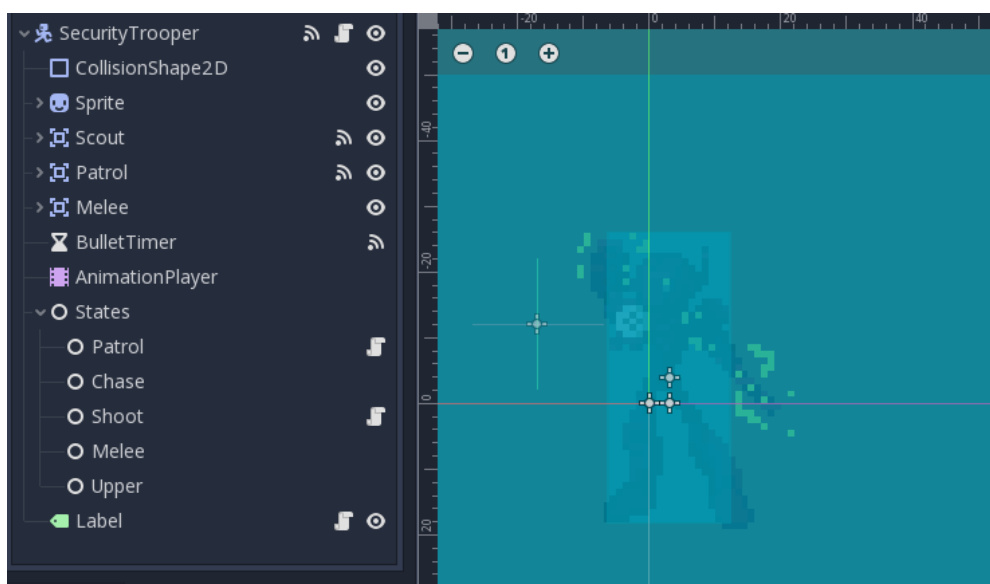 SecurityTrooper
CollisionShape2D
Sprite
Scout
Patrol
Melee
BulletTimer
AnimationPlayer
States
Patrol
Chase
Shoot
Melee
Upper
Label
-20 0 20 40
1
-40
-20
0
20